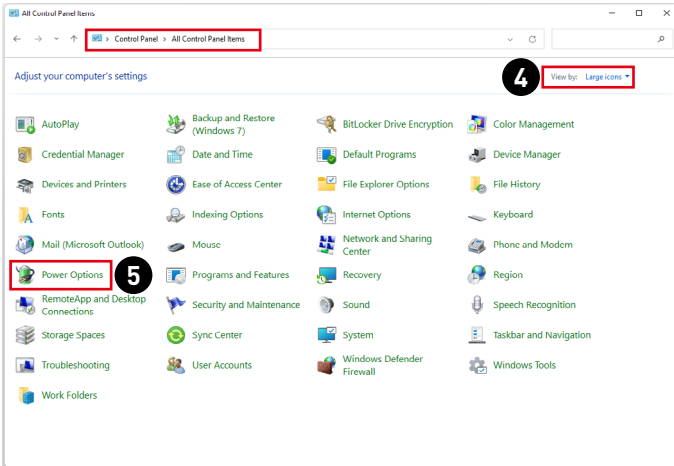 All Control Panel Items
Control Panel > All Control Panel Items
Adjust your computer's settings
4
View by: Large icons
AutoPlay
Backup and Restore
(Windows 7)
BitLocker Drive Encryption
Color Management
Credential Manager
Date and Time
Default Programs
Device Manager
Devices and Printers
Ease of Access Center
File Explorer Options
File History
Fonts
Indexing Options
Internet Options
Keyboard
Mail (Microsoft Outlook)
Mouse
Network and Sharing
Center
Phone and Modem
Power Options
5
Programs and Features
Recovery
Region
RemoteApp and Desktop
Connections
Security and Maintenance
Sound
Speech Recognition
Storage Spaces
Sync Center
System
Taskbar and Navigation
Troubleshooting
User Accounts
Windows Defender
Firewall
Windows Tools
Work Folders